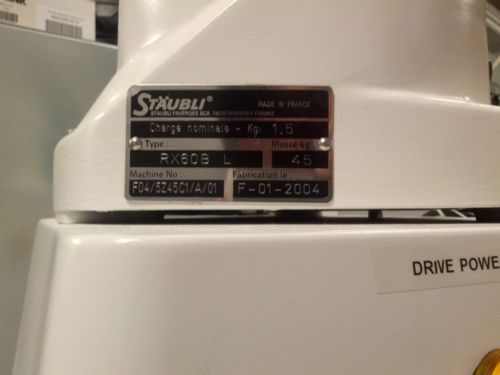 STÄUBLI®
MADE IN FRANCE
STÄUBLI FAVERGES SCA 74210 FAVERGES FRANCE
Charge nominale - Kg: 1,5
Type : Masse kg :
RX60B L 45
Machine No : Fabrication le :
F04/5Z45C1/A/01 F-01-2004
DRIVE POWE